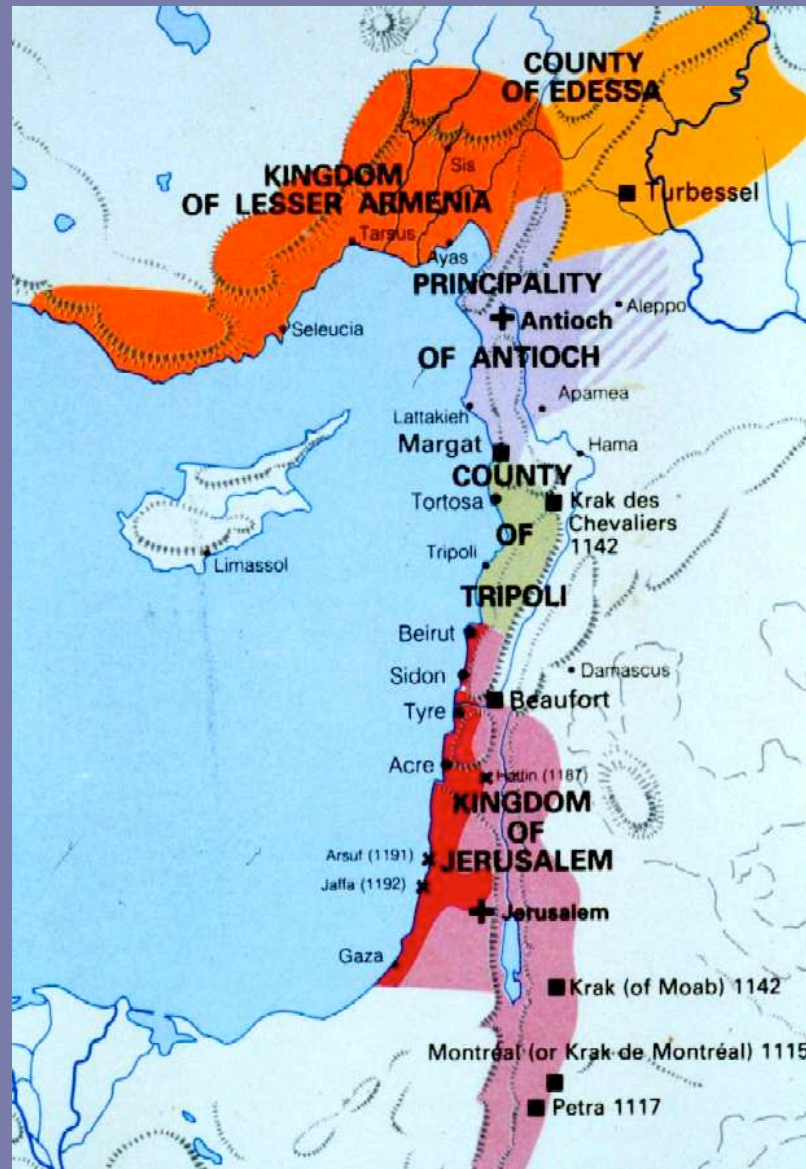 COUNTY
OF EDESSA
Sis
KINGDOM
OF LESSER ARMENIA
Turbessel
Tarsus
Ayas
PRINCIPALITY
Aleppo
Antioch
Seleucia
OF ANTIOCH
Apamea
Lattakieh
Margat
Hama
COUNTY
Tortosa
Krak des
Chevaliers
1142
OF
Tripoli
Limassol
TRIPOLI
Beirut
Sidon
Damascus
Beaufort
Tyre
Acre
Hattin (1187)
KINGDOM
OF
JERUSALEM
Arsuf (1191)
Jaffa (1192)
Jerusalem
Gaza
Krak (of Moab) 1142
Montréal (or Krak de Montréal) 1115
Petra 1117